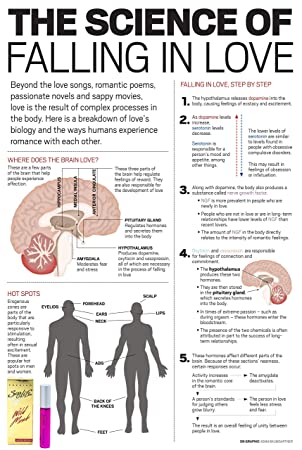 THE SCIENCE OF
FALLING IN LOVE
Beyond the love songs, romantic poems,
passionate novels and sappy movies,
love is the result of complex processes in
the body. Here is a breakdown of love's
biology and the ways humans experience
romance with each other.
WHERE DOES THE BRAIN LOVE?
These are a few parts
of the brain that help
people experience
affection.
These three parts of
the brain help regulate
feelings of reward. They
are also responsible for
the development of love
HIPPOCAMPUS
MEDIAL INSULA
ANTERIOR CINGULATE
PITUITARY GLAND
Regulates hormones
and secretes them
into the body
HYPOTHALAMUS
Produces dopamine,
oxytocin and vasopressin,
all of which are necessary
in the process of falling
in love
AMYGDALA
Moderates fear
and stress
HOT SPOTS
Erogenous
zones are
parts of the
body that are
particularly
responsive to
stimulation,
resulting
often in sexual
excitement.
These are
popular hot
spots on men
and women.
SCALP
FOREHEAD
EYELIDS
EARS
LIPS
NECK
ABS
BACK OF THE
KNEES
FEET
FALLING IN LOVE, STEP BY STEP
1. The hypothalamus releases dopamine into the
body, causing feelings of ecstasy and excitement.
2. As dopamine levels
increase,
serotonin levels
decrease.
Serotonin is
responsible for a
person's mood and
appetite, among
other things.
The lower levels of
serotonin are similar
to levels found in
people with obsessive
compulsive disorders.
This may result in
feelings of obsession
or infatuation.
3. Along with dopamine, the body also produces a
substance called nerve growth factor.
• NGF is more prevalent in people who are
newly in love
• People who are not in love or are in long-term
relationships have lower levels of NGF than
recent lovers.
• The amount of NGF in the body directly
relates to the intensity of romantic feelings.
4. Oxytocin and vasopressin are responsible
for feelings of connection and
commitment.
• The hypothalamus
produces these two
hormones.
• They are then stored
in the pituitary gland,
which secretes hormones
into the body.
• In times of extreme passion – such as
during orgasm – these hormones enter the
bloodstream.
• The presence of the two chemicals is often
attributed in part to the success of long-
term relationships.
5. These hormones affect different parts of the
brain. Because of these sections' nearness,
certain responses occur.
Activity increases
in the romantic core
of the brain.
The amygdala
deactivates.
A person's standards
for judging others
grow blurry.
The person in love
feels less stress
and fear.
The result is an overall feeling of unity between
people in love.